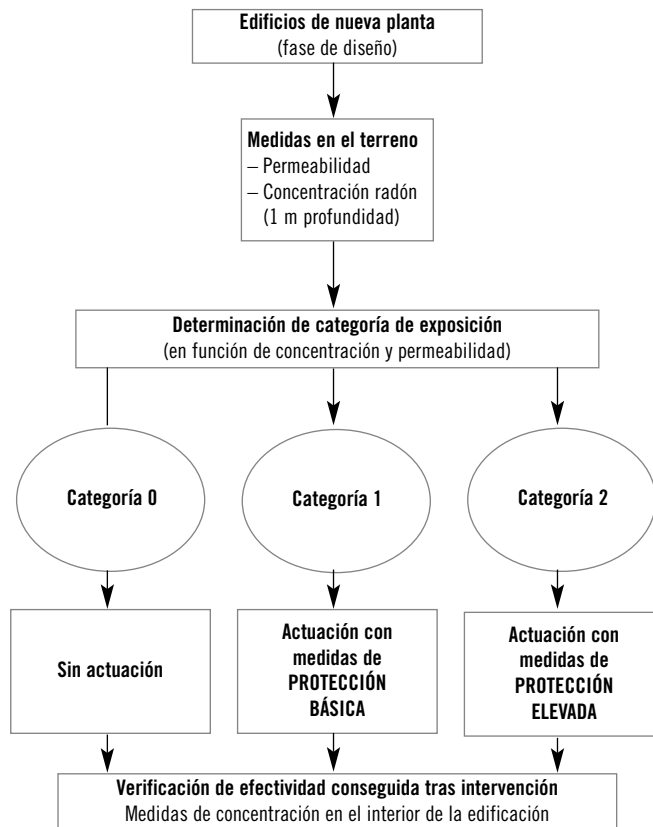 Edificios de nueva planta
(fase de diseño)
Medidas en el terreno
– Permeabilidad
– Concentración radón
(1 m profundidad)
Determinación de categoría de exposición
(en función de concentración y permeabilidad)
Categoría 0
Categoría 1
Categoría 2
Sin actuación
Actuación con
medidas de
PROTECCIÓN
BÁSICA
Actuación con
medidas de
PROTECCIÓN
ELEVADA
Verificación de efectividad conseguida tras intervención
Medidas de concentración en el interior de la edificación